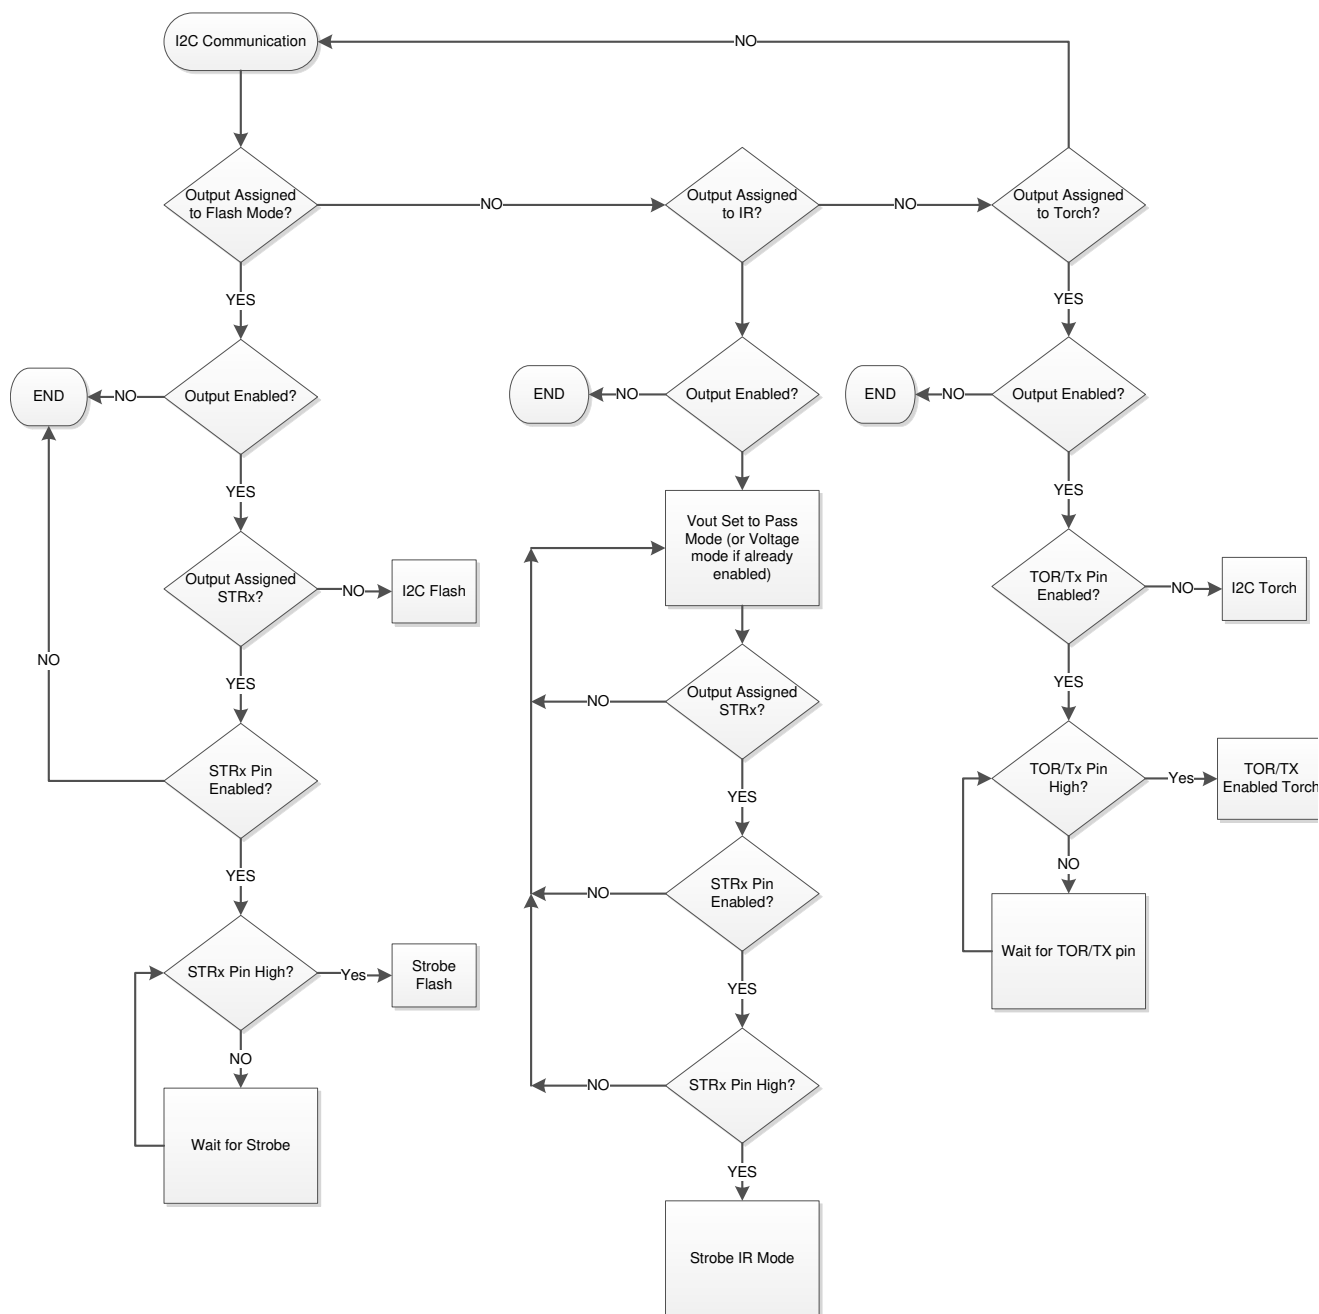 I2C Communication
NO
Output Assigned
to Flash Mode?
NO
Output Assigned
to IR?
NO
Output Assigned
to Torch?
YES
YES
END
NO
Output Enabled?
END
NO
Output Enabled?
END
NO
Output Enabled?
YES
YES
Vout Set to Pass
Mode (or Voltage
mode if already
enabled)
Output Assigned
STRx?
NO
I2C Flash
TOR/Tx Pin
Enabled?
NO
I2C Torch
NO
YES
YES
Output Assigned
STRx?
NO
STRx Pin
Enabled?
TOR/Tx Pin
High?
Yes
TOR/TX
Enabled Torch
YES
YES
NO
STRx Pin
Enabled?
NO
Wait for TOR/TX pin
STRx Pin High?
Yes
Strobe
Flash
YES
NO
STRx Pin High?
NO
Wait for Strobe
YES
Strobe IR Mode